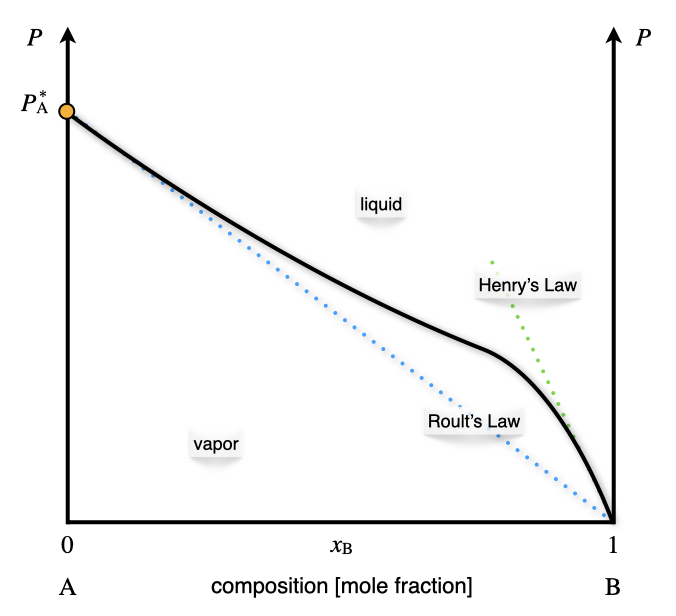 P P
P*A
liquid
Henry's Law
Roult's Law
vapor
0 xB 1
A composition [mole fraction] B